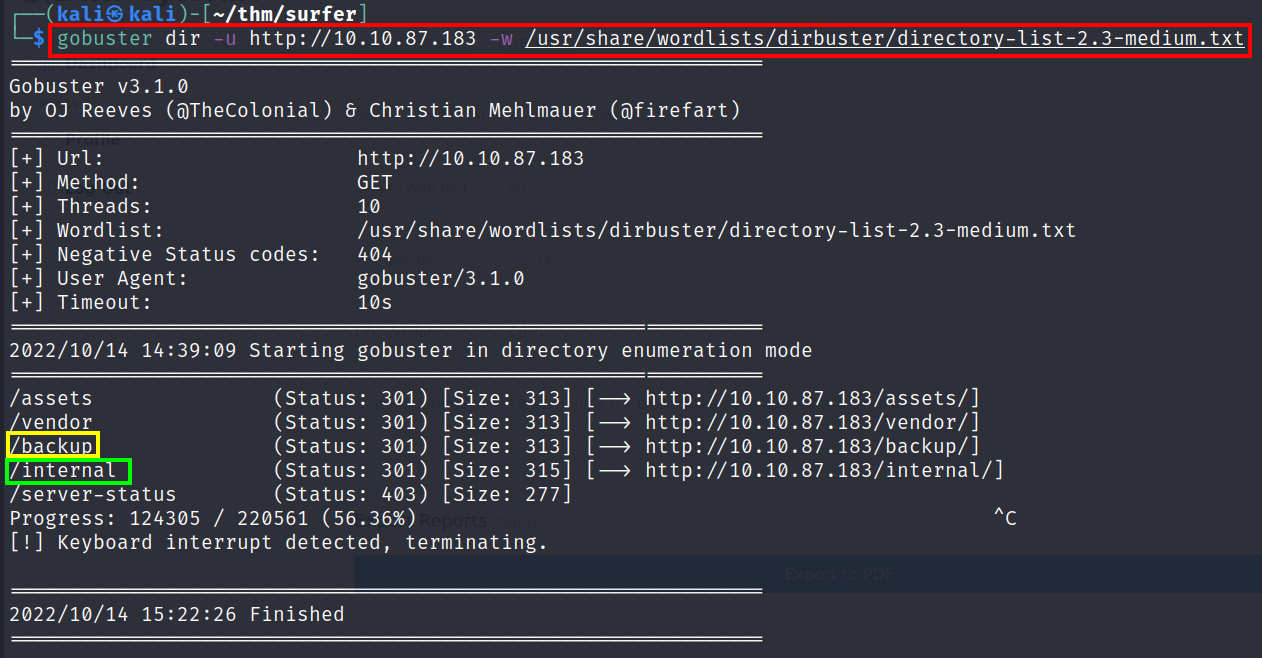 ┌──(kali㉿kali)-[~/thm/surfer]
└─$ gobuster dir -u http://10.10.87.183 -w /usr/share/wordlists/dirbuster/directory-list-2.3-medium.txt
===============================================================
Gobuster v3.1.0
by OJ Reeves (@TheColonial) & Christian Mehlmauer (@firefart)
===============================================================
Profile
[+] Url:                     http://10.10.87.183
[+] Method:                  GET
[+] Threads:                 10
[+] Wordlist:                /usr/share/wordlists/dirbuster/directory-list-2.3-medium.txt
[+] Negative Status codes:   404
[+] User Agent:              gobuster/3.1.0
[+] Timeout:                 10s
===============================================================
2022/10/14 14:39:09 Starting gobuster in directory enumeration mode
===============================================================
/assets               (Status: 301) [Size: 313] [--> http://10.10.87.183/assets/]
/vendor               (Status: 301) [Size: 313] [--> http://10.10.87.183/vendor/]
/backup               (Status: 301) [Size: 313] [--> http://10.10.87.183/backup/]
/internal             (Status: 301) [Size: 315] [--> http://10.10.87.183/internal/]
/server-status        (Status: 403) [Size: 277]
Progress: 124305 / 220561 (56.36%) ^C
Reports
[!] Keyboard interrupt detected, terminating.
Export to PDF
===============================================================
2022/10/14 15:22:26 Finished
===============================================================